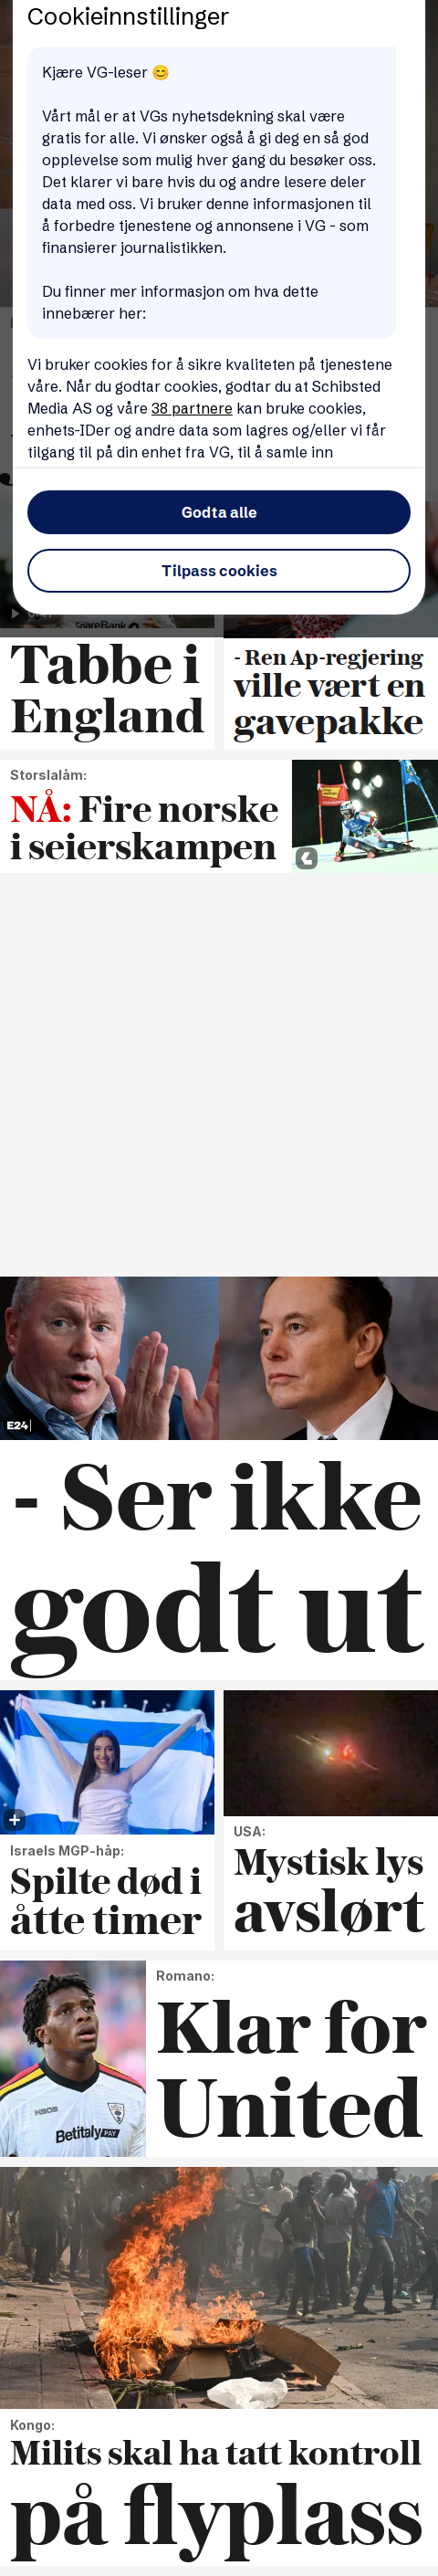 Cookieinnstillinger
Kjære VG-leser 😊
Vårt mål er at VGs nyhetsdekning skal være
gratis for alle. Vi ønsker også å gi deg en så god
opplevelse som mulig hver gang du besøker oss.
Det klarer vi bare hvis du og andre lesere deler
data med oss. Vi bruker denne informasjonen til
å forbedre tjenestene og annonsene i VG - som
finansierer journalistikken.
Du finner mer informasjon om hva dette
innebærer her:
Vi bruker cookies for å sikre kvaliteten på tjenestene
våre. Når du godtar cookies, godtar du at Schibsted
Media AS og våre 38 partnere kan bruke cookies,
enhets-IDer og andre data som lagres og/eller vi får
tilgang til på din enhet fra VG, til å samle inn
Godta alle
Tilpass cookies
Tabbe i
England
- Ren Ap-regjering
ville vært en
gavepakke
Storslalåm:
NÅ: Fire norske
i seierskampen
E24
- Ser ikke
godt ut
Israels MGP-håp:
Spilte død i
åtte timer
USA:
Mystisk lys
avslørt
Betitaly PAY
Romano:
Klar for
United
Kongo:
Milits skal ha tatt kontroll
på flyplass